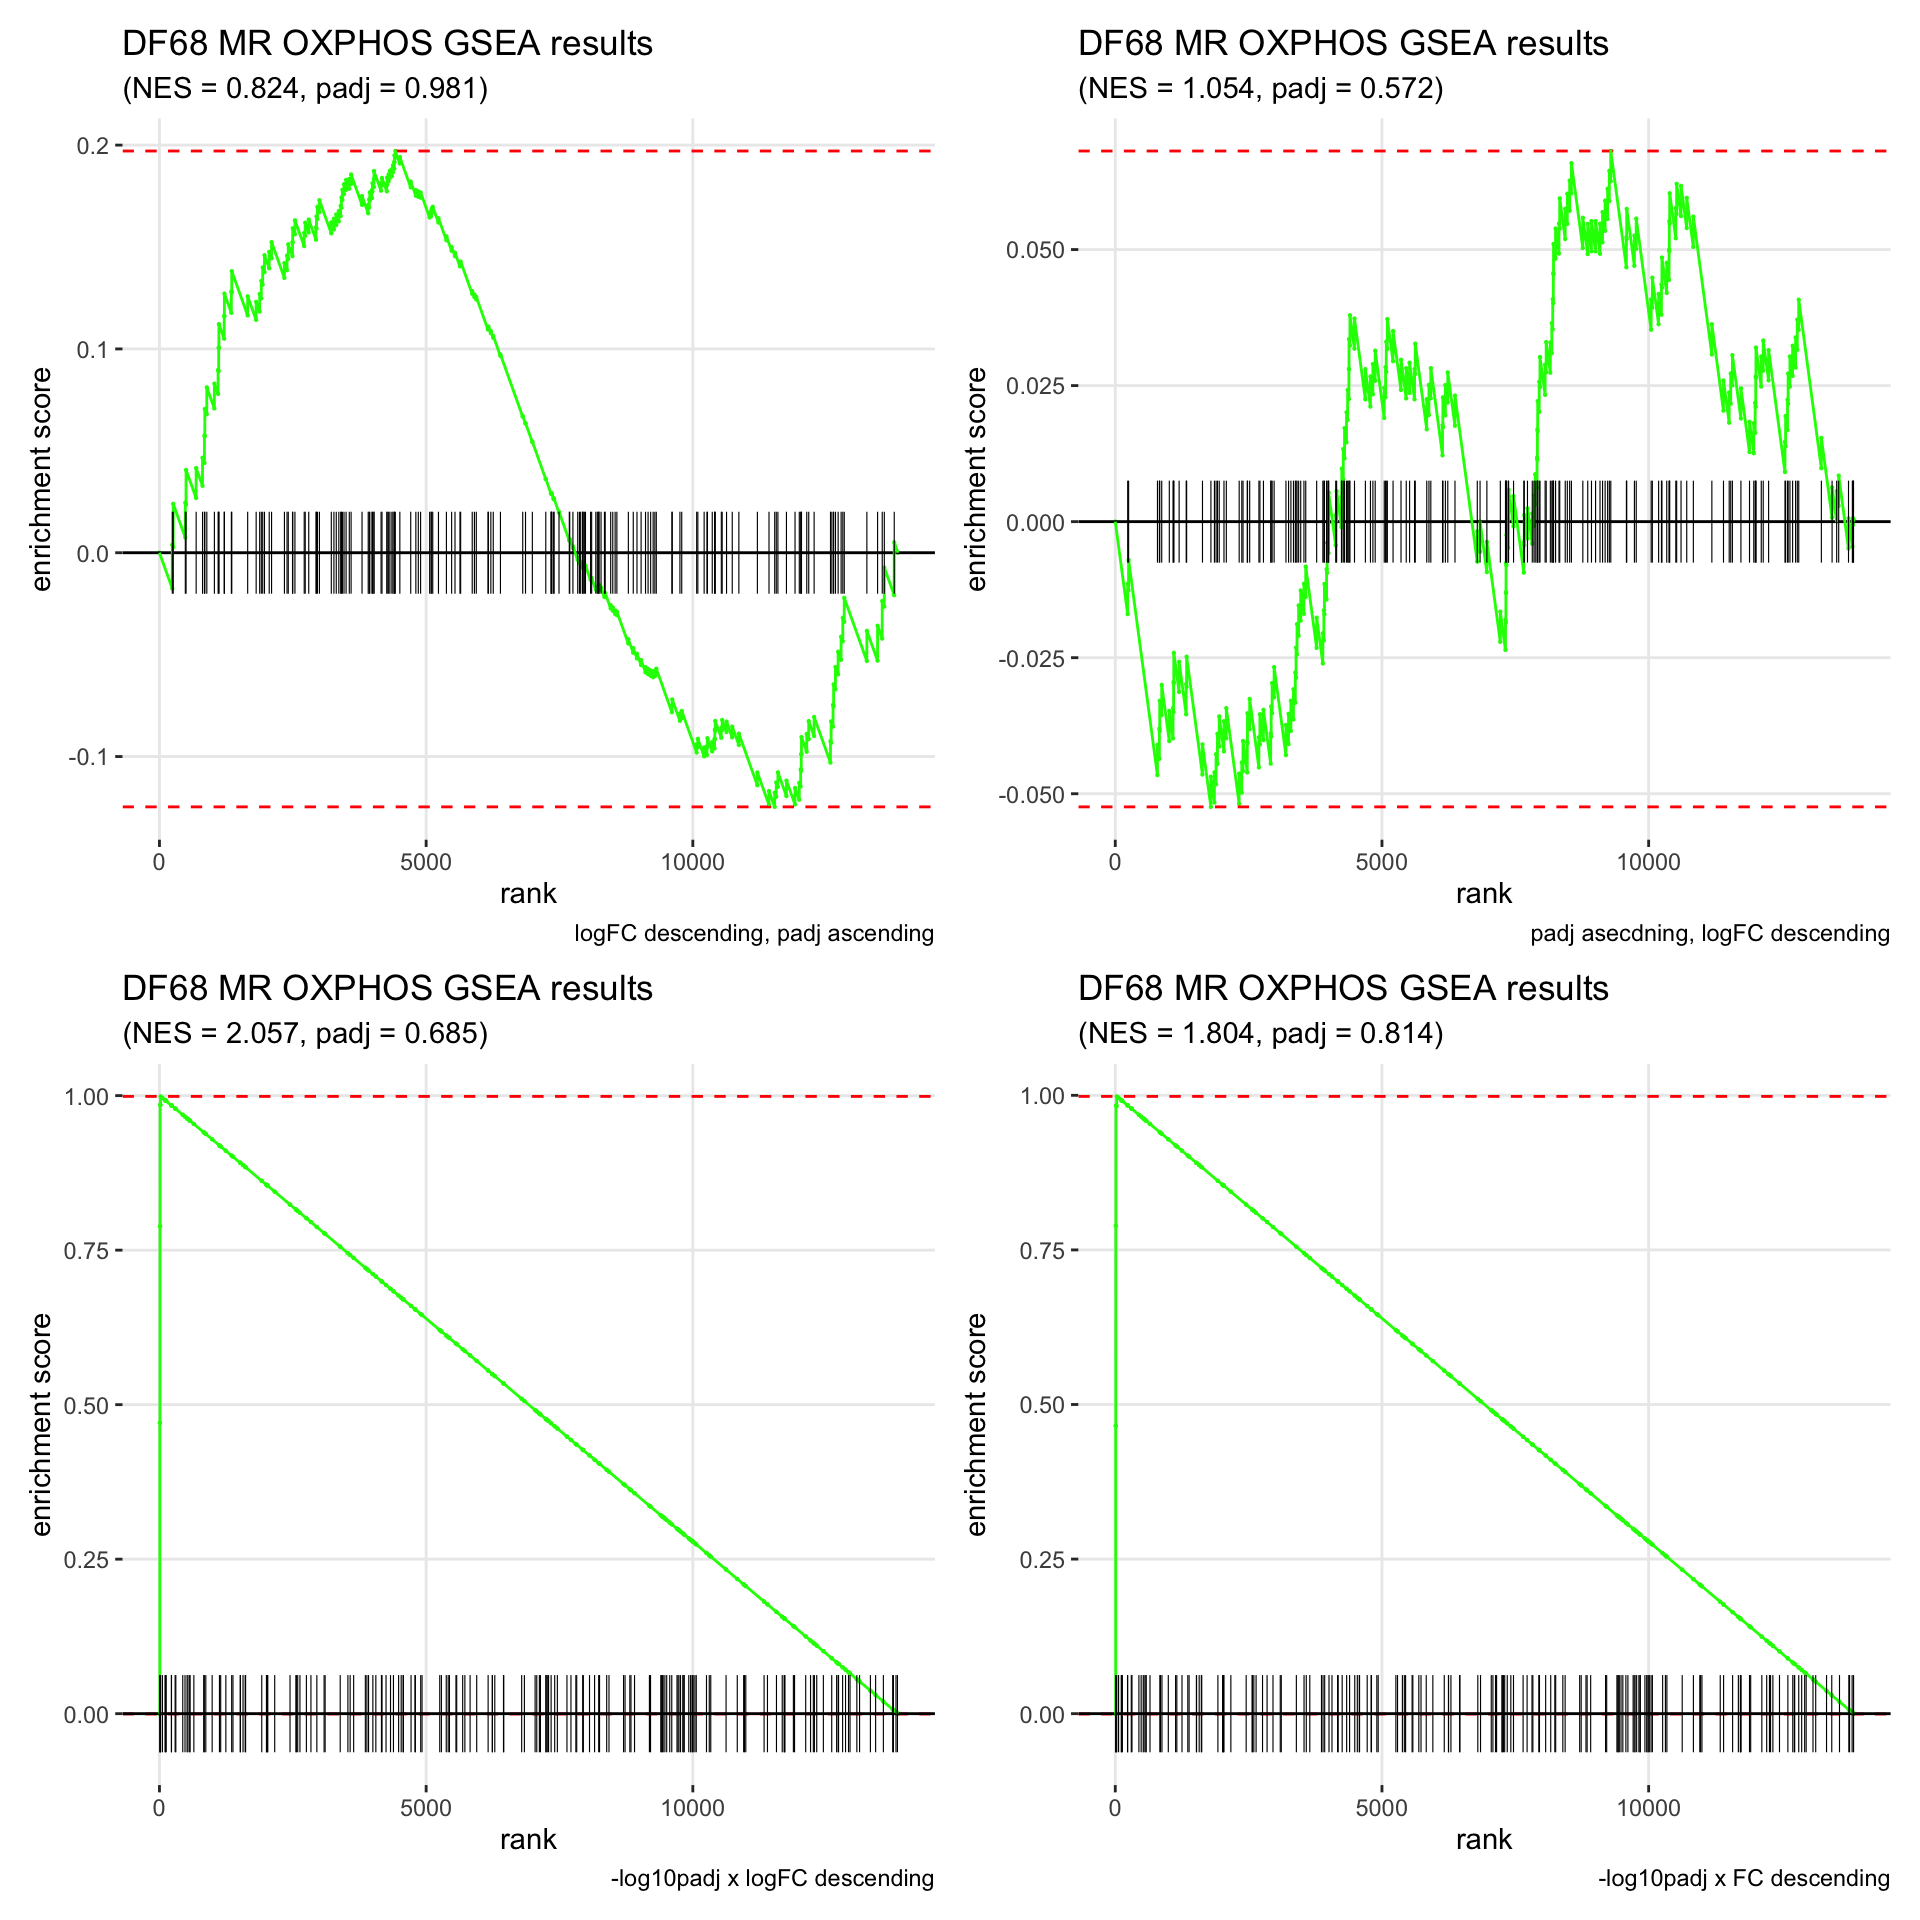 DF68 MR OXPHOS GSEA results
(NES = 0.824, padj = 0.981)
0.2
0.1
0.0
-0.1
enrichment score
0 5000 10000
rank
logFC descending, padj ascending
DF68 MR OXPHOS GSEA results
(NES = 1.054, padj = 0.572)
0.050
0.025
0.000
-0.025
-0.050
enrichment score
0 5000 10000
rank
padj asecdning, logFC descending
DF68 MR OXPHOS GSEA results
(NES = 2.057, padj = 0.685)
1.00
0.75
0.50
0.25
0.00
enrichment score
0 5000 10000
rank
-log10padj x logFC descending
DF68 MR OXPHOS GSEA results
(NES = 1.804, padj = 0.814)
1.00
0.75
0.50
0.25
0.00
enrichment score
0 5000 10000
rank
-log10padj x FC descending